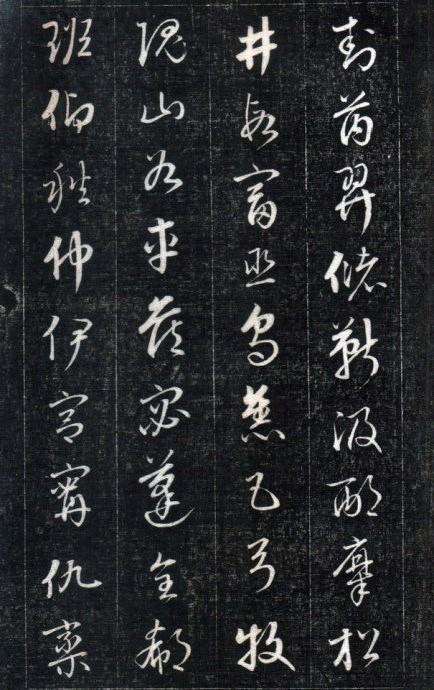 封芮羿儲靳汲邴糜松
井段富巫烏焦巴弓牧
隗山谷車侯宓蓬全郗
班仰秋仲伊宮寧仇欒